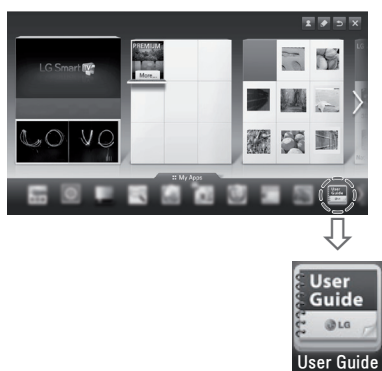 LG Smart TV
PREMIUM
More...
My Apps
User
Guide
User
Guide
LG
User Guide